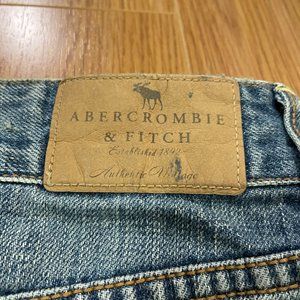 ABERCROMBIE
& FITCH
Established 1892
Authentic Vintage